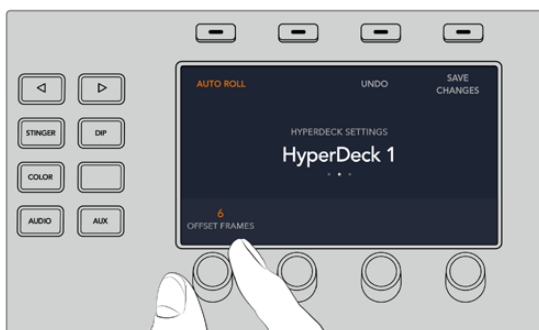 AUTO ROLL
UNDO
SAVE
CHANGES
HYPERDECK SETTINGS
HyperDeck 1
6
OFFSET FRAMES
STINGER
DIP
COLOR
AUDIO
AUX